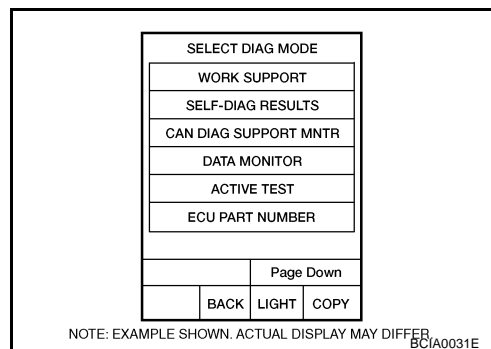 SELECT DIAG MODE
WORK SUPPORT
SELF-DIAG RESULTS
CAN DIAG SUPPORT MNTR
DATA MONITOR
ACTIVE TEST
ECU PART NUMBER
Page Down
BACK LIGHT COPY
NOTE: EXAMPLE SHOWN. ACTUAL DISPLAY MAY DIFFER.
BCIA0031E